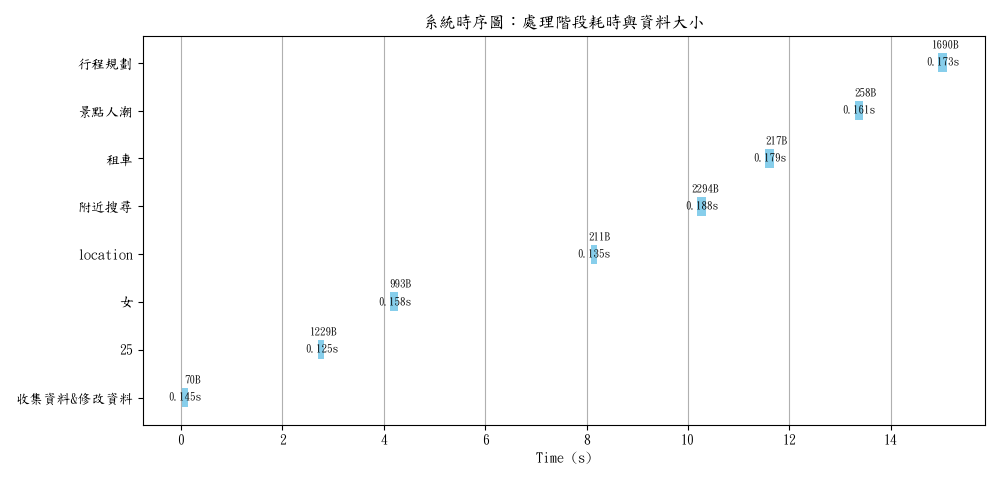 系統時序圖：處理階段耗時與資料大小
行程規劃
1690B
0.173s
景點人潮
258B
0.161s
租車
217B
0.179s
附近搜尋
2294B
0.188s
location
211B
0.135s
女
993B
0.158s
25
1229B
0.125s
收集資料&修改資料
70B
0.145s
0 2 4 6 8 10 12 14
Time (s)